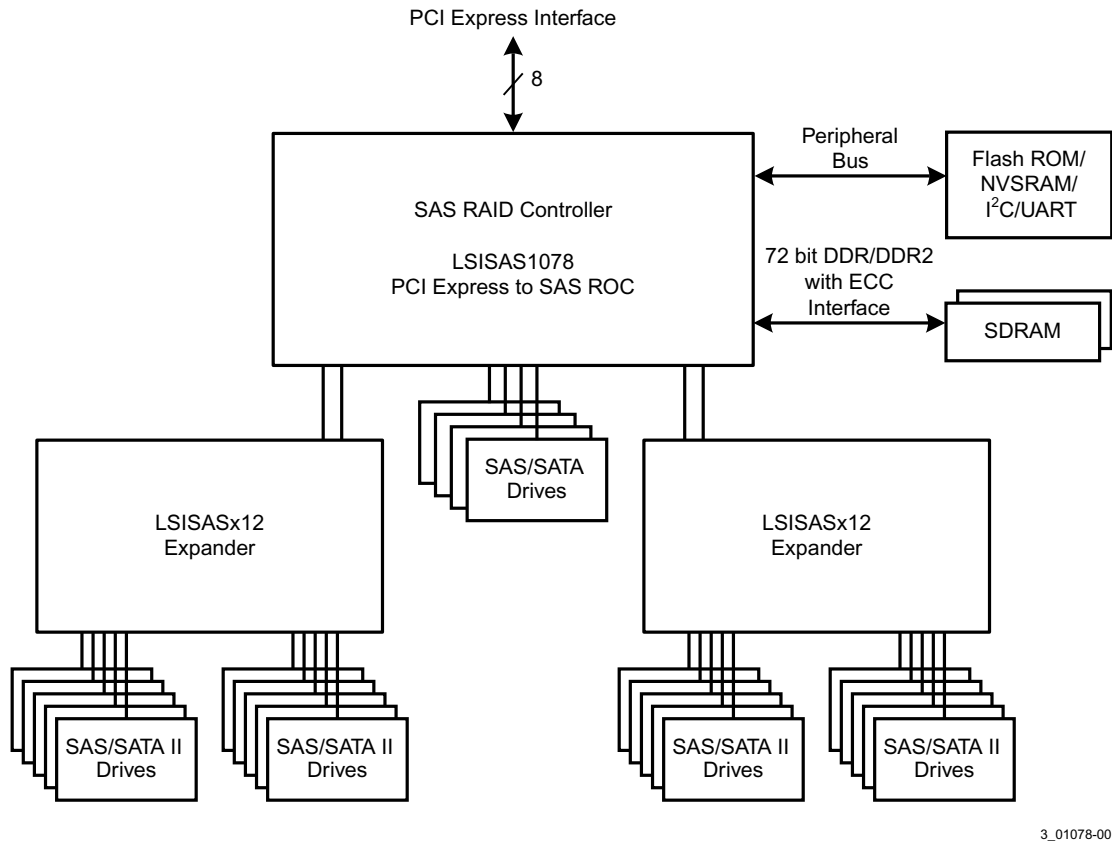 PCI Express Interface
8
SAS RAID Controller
LSISAS1078
PCI Express to SAS ROC
Peripheral
Bus
Flash ROM/
NVSRAM/
I²C/UART
72 bit DDR/DDR2
with ECC
Interface
SDRAM
SAS/SATA
Drives
LSISASx12
Expander
LSISASx12
Expander
SAS/SATA II
Drives
SAS/SATA II
Drives
SAS/SATA II
Drives
SAS/SATA II
Drives
3_01078-00